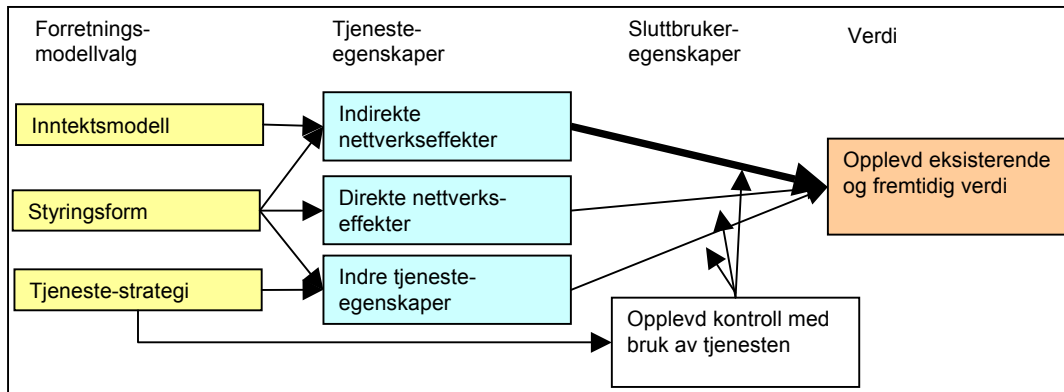 Forretnings-
modellvalg
Tjeneste-
egenskaper
Sluttbruker-
egenskaper
Verdi
Inntektsmodell
Styringsform
Tjeneste-strategi
Indirekte
nettverkseffekter
Direkte nettverks-
effekter
Indre tjeneste-
egenskaper
Opplevd kontroll med
bruk av tjenesten
Opplevd eksisterende
og fremtidig verdi